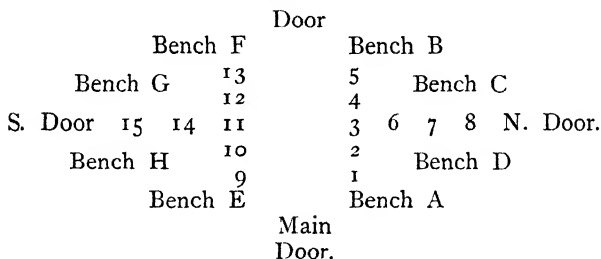 Door
Bench F Bench B
13 5
Bench G Bench C
12 4
S. Door 15 14 11 3 6 7 8 N. Door.
10 2
Bench H Bench D
9 1
Bench E Bench A
Main
Door.